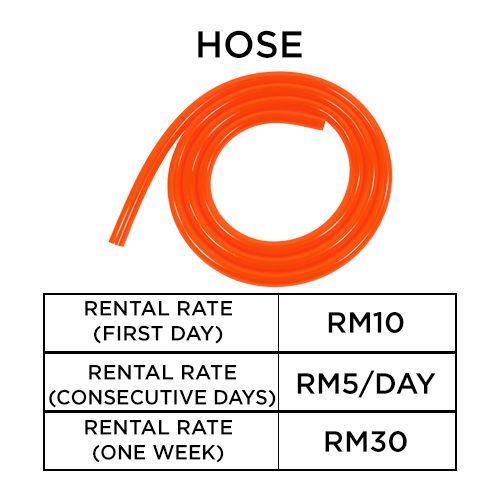 HOSE
RENTAL RATE
(FIRST DAY)
RM10
RENTAL RATE
(CONSECUTIVE DAYS)
RM5/DAY
RENTAL RATE
(ONE WEEK)
RM30